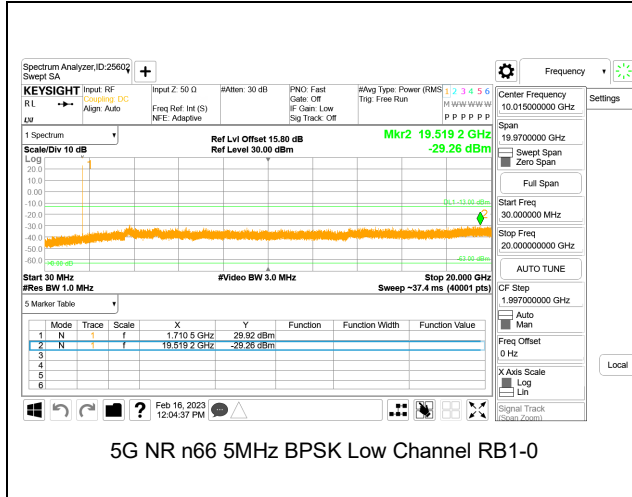 Spectrum Analyzer,ID:25602
Swept SA
+
Frequency
KEYSIGHT
Input: RF
Input Z: 50 Ω
#Atten: 30 dB
PNO: Fast
#Avg Type: Power (RMS
1 2 3 4 5 6
RL
Coupling: DC
Gate: Off
Trig: Free Run
Align: Auto
Freq Ref: Int (S)
IF Gain: Low
M W W W W W
NFE: Adaptive
Sig Track: Off
P P P P P P
1 Spectrum
Ref Lvl Offset 15.80 dB
Mkr2 19.519 2 GHz
Scale/Div 10 dB
Ref Level 30.00 dBm
-29.26 dBm
Log
1
20.0
10.0
0.00
-10.0
DL1 -13.00 dBm
-20.0
2
-30.0
-40.0
-50.0
-60.0
Start 30 MHz
#Video BW 3.0 MHz
Stop 20.000 GHz
#Res BW 1.0 MHz
Sweep ~37.4 ms (40001 pts)
5 Marker Table
Mode Trace Scale X Y Function Function Width Function Value
1 N 1 f 1.710 5 GHz 29.92 dBm
2 N 1 f 19.519 2 GHz -29.26 dBm
3
4
5
6
Feb 16, 2023
12:04:37 PM
Center Frequency
10.015000000 GHz
Settings
Span
19.9700000 GHz
Swept Span
Zero Span
Full Span
Start Freq
30.000000 MHz
Stop Freq
20.000000000 GHz
AUTO TUNE
CF Step
1.997000000 GHz
Auto
Man
Freq Offset
0 Hz
X Axis Scale
Log
Lin
Local
Signal Track
(Span Zoom)
5G NR n66 5MHz BPSK Low Channel RB1-0